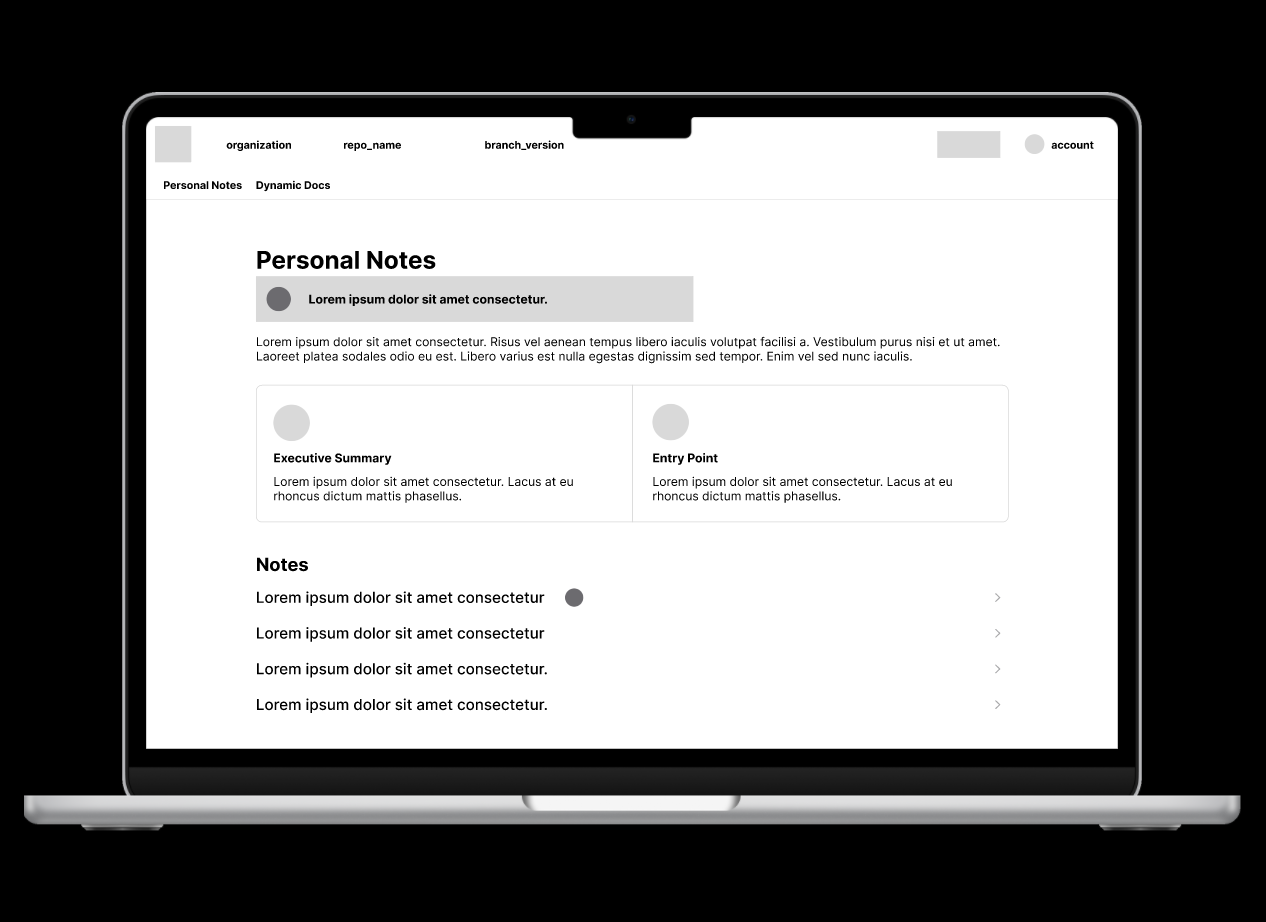 organization repo_name branch_version account
Personal Notes Dynamic Docs
Personal Notes
Lorem ipsum dolor sit amet consectetur.
Lorem ipsum dolor sit amet consectetur. Risus vel aenean tempus libero iaculis volutpat facilisi a. Vestibulum purus nisi et ut amet.
Laoreet platea sodales odio eu est. Libero varius est nulla egestas dignissim sed tempor. Enim vel sed nunc iaculis.
Executive Summary
Lorem ipsum dolor sit amet consectetur. Lacus at eu
rhoncus dictum mattis phasellus.
Entry Point
Lorem ipsum dolor sit amet consectetur. Lacus at eu
rhoncus dictum mattis phasellus.
Notes
Lorem ipsum dolor sit amet consectetur
Lorem ipsum dolor sit amet consectetur
Lorem ipsum dolor sit amet consectetur.
Lorem ipsum dolor sit amet consectetur.